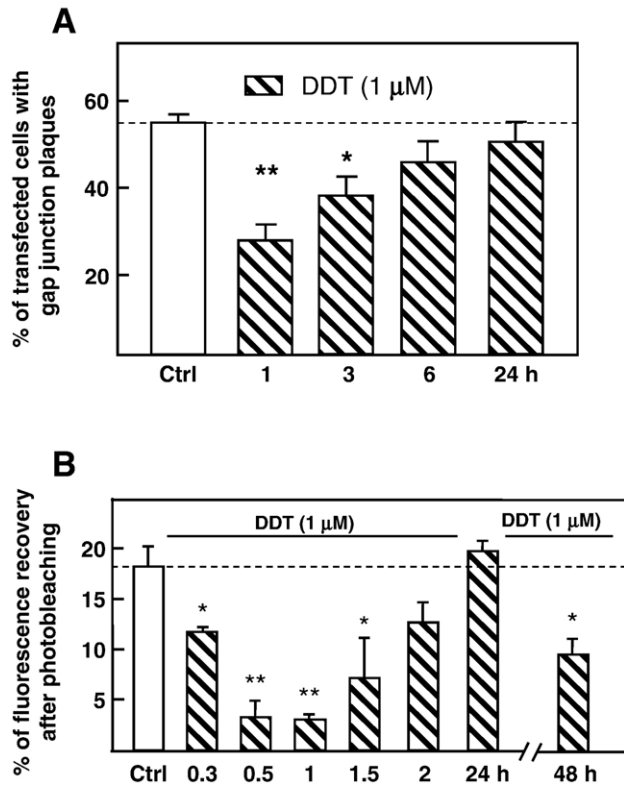 A
% of transfected cells with
gap junction plaques
DDT (1 μM)
60
40
20
**
*
Ctrl 1 3 6 24 h
B
% of fluorescence recovery
after photobleaching
DDT (1 μM) DDT (1 μM)
20
15
10
5
* ** ** * *
Ctrl 0.3 0.5 1 1.5 2 24 h 48 h